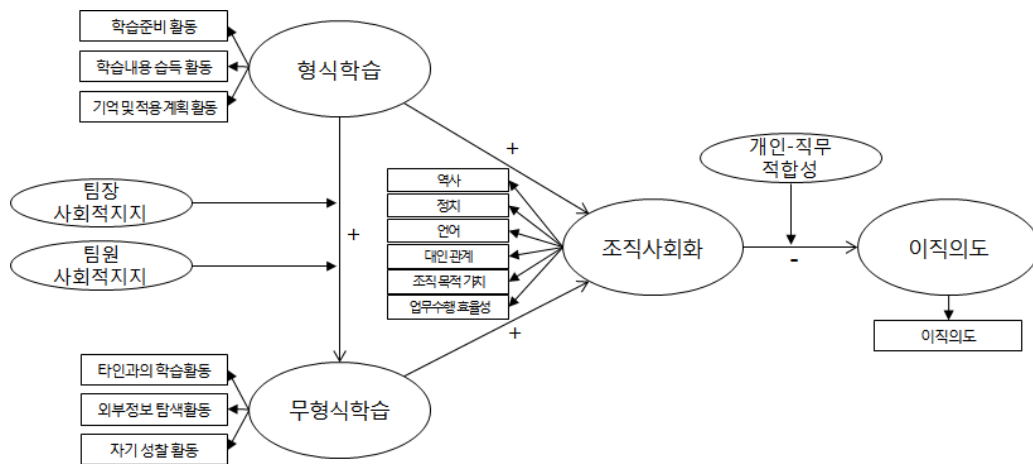 학습준비 활동
학습내용 습득 활동
기억 및 적용 계획 활동
형식학습
+
개인-직무
적합성
팀장
사회적지지
팀원
사회적지지
+
역사
정치
언어
대인 관계
조직 목적 가치
업무수행 효율성
조직사회화
-
이직의도
이직의도
+
타인과의 학습활동
외부정보 탐색활동
자기 성찰 활동
무형식학습